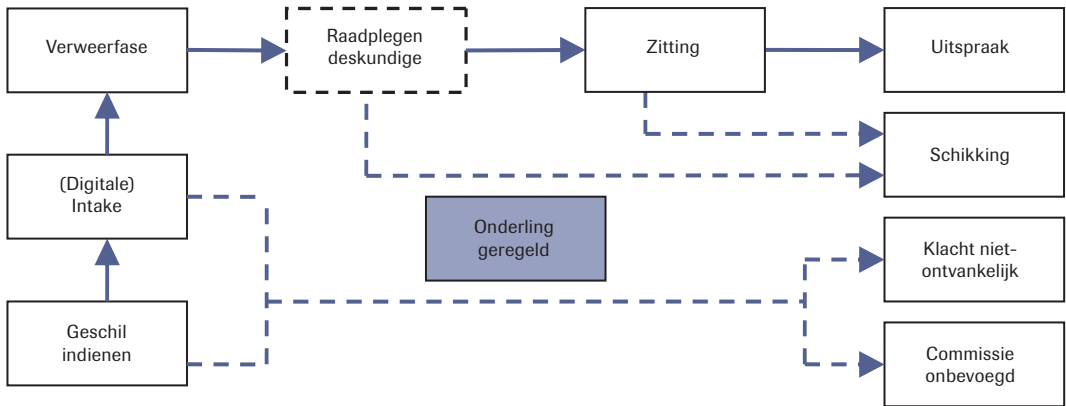 Verweerfase
Raadplegen
deskundige
Zitting
Uitspraak
Schikking
(Digitale)
Intake
Onderling
geregeld
Klacht niet-
ontvankelijk
Geschil
indienen
Commissie
onbevoegd